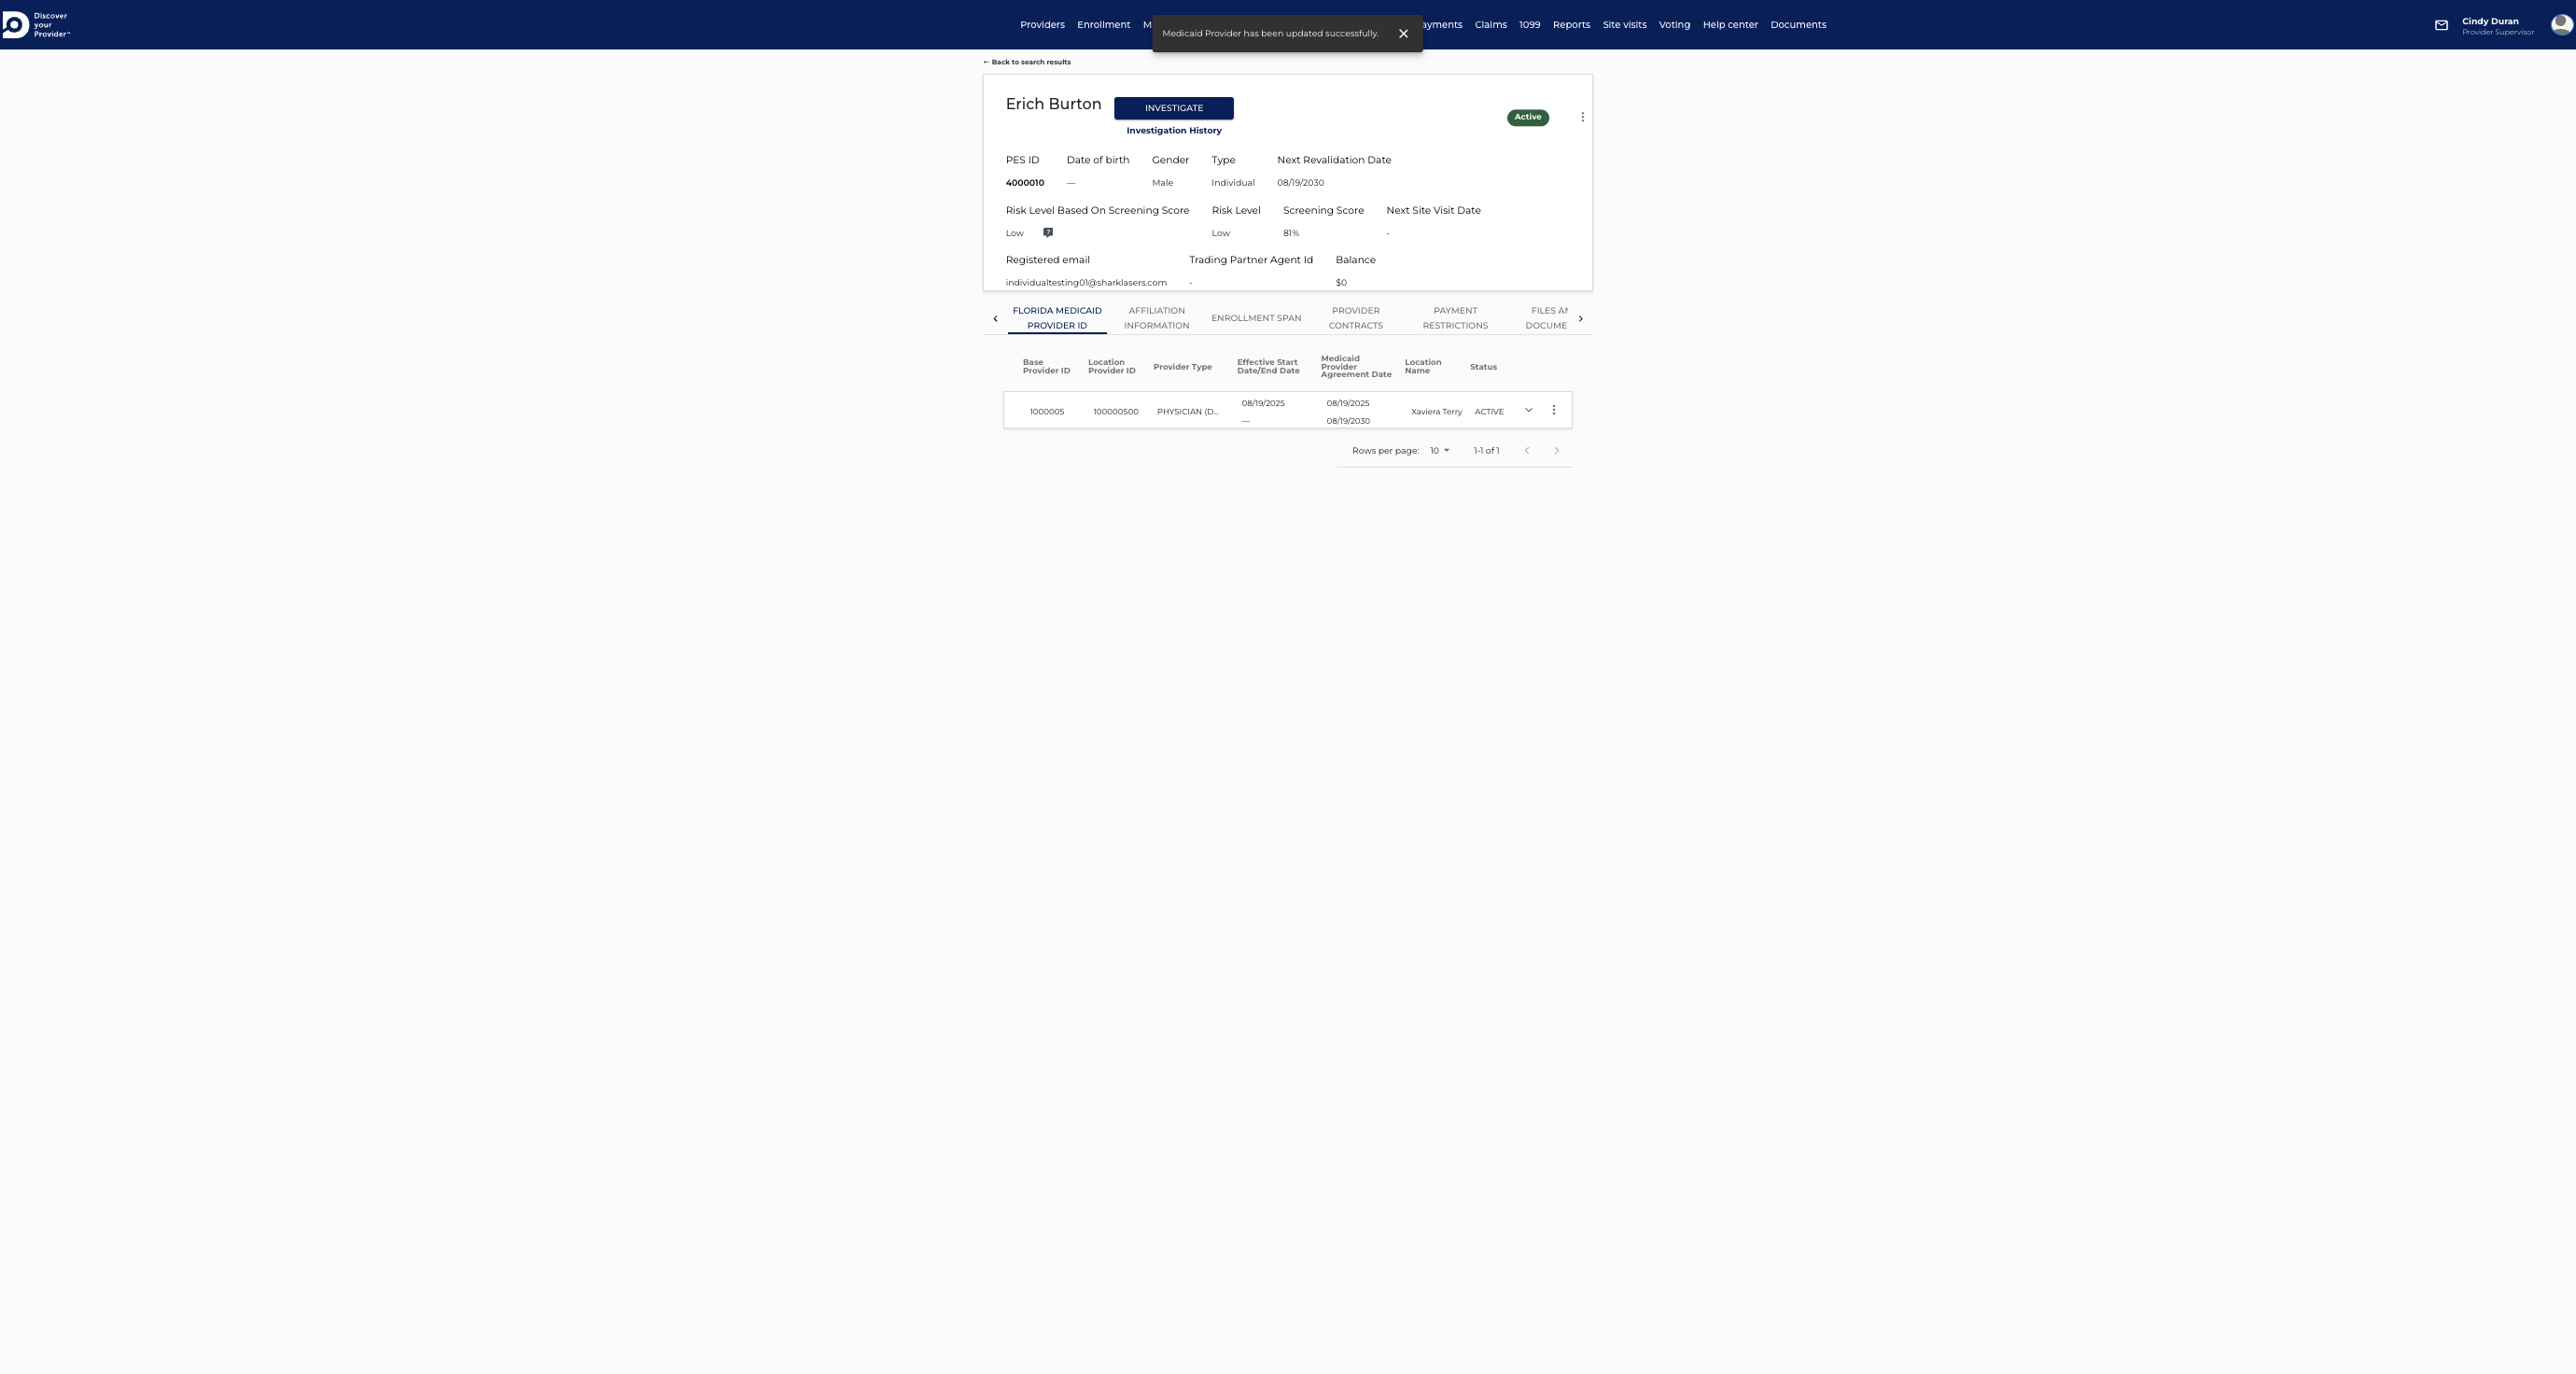 Discover
your
Provider™
Providers Enrollment Claims 1099 Reports Site visits Voting Help center Documents
Medicaid Provider has been updated successfully.
Cindy Duran
Provider Supervisor
← Back to search results
Erich Burton
INVESTIGATE
Investigation History
Active
PES ID Date of birth Gender Type Next Revalidation Date
4000010 — Male Individual 08/19/2030
Risk Level Based On Screening Score Risk Level Screening Score Next Site Visit Date
Low Low 81% -
Registered email Trading Partner Agent Id Balance
individualtesting01@sharklasers.com - $0
FLORIDA MEDICAID PROVIDER ID
AFFILIATION INFORMATION
ENROLLMENT SPAN
PROVIDER CONTRACTS
PAYMENT RESTRICTIONS
FILES
Base Provider ID
Location Provider ID
Provider Type
Effective Start Date/End Date
Medicaid Provider Agreement Date
Location Name
Status
1000005 100000500 PHYSICIAN (D... 08/19/2025 — 08/19/2025 08/19/2030 Xaviera Terry ACTIVE
Rows per page: 10 1-1 of 1